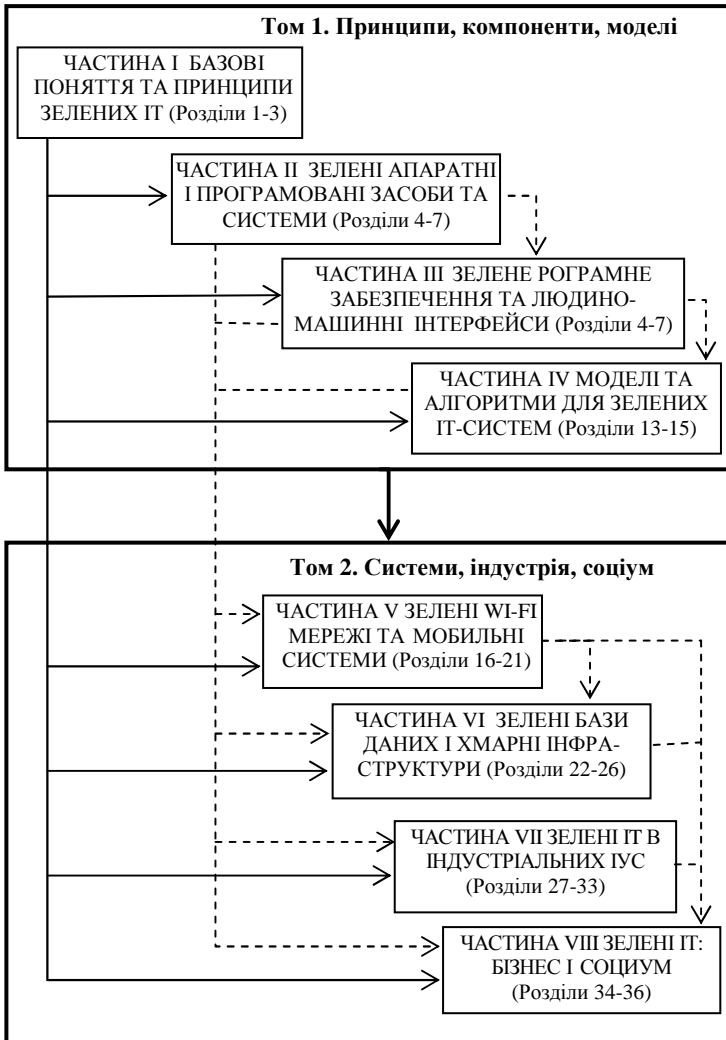 Том 1. Принципи, компоненти, моделі
ЧАСТИНА І БАЗОВІ
ПОНЯТТЯ ТА ПРИНЦИПИ
ЗЕЛЕНИХ ІТ (Розділи 1-3)
ЧАСТИНА ІІ ЗЕЛЕНІ АПАРАТНІ
І ПРОГРАМОВАНІ ЗАСОБИ ТА
СИСТЕМИ (Розділи 4-7)
ЧАСТИНА ІІІ ЗЕЛЕНЕ РОГРАМНЕ
ЗАБЕЗПЕЧЕННЯ ТА ЛЮДИНО-
МАШИННІ ІНТЕРФЕЙСИ (Розділи 4-7)
ЧАСТИНА IV МОДЕЛІ ТА
АЛГОРИТМИ ДЛЯ ЗЕЛЕНИХ
ІТ-СИСТЕМ (Розділи 13-15)
Том 2. Системи, індустрія, соціум
ЧАСТИНА V ЗЕЛЕНІ WI-FI
МЕРЕЖІ ТА МОБИЛЬНІ
СИСТЕМИ (Розділи 16-21)
ЧАСТИНА VI ЗЕЛЕНІ БАЗИ
ДАНИХ І ХМАРНІ ІНФРА-
СТРУКТУРИ (Розділи 22-26)
ЧАСТИНА VII ЗЕЛЕНІ ІТ В
ІНДУСТРІАЛЬНИХ ІУС
(Розділи 27-33)
ЧАСТИНА VIII ЗЕЛЕНІ ІТ:
БІЗНЕС І СОЦИУМ
(Розділи 34-36)